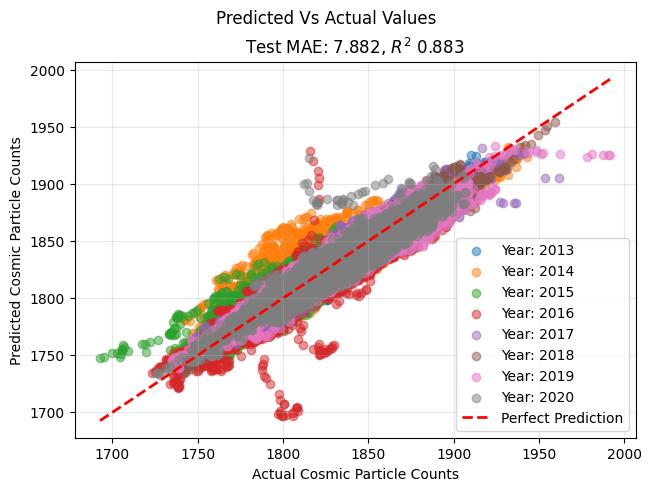 Predicted Vs Actual Values
Test MAE: 7.882, R² 0.883
Predicted Cosmic Particle Counts
2000
1950
1900
1850
1800
1750
1700
Year: 2013
Year: 2014
Year: 2015
Year: 2016
Year: 2017
Year: 2018
Year: 2019
Year: 2020
Perfect Prediction
1700 1750 1800 1850 1900 1950 2000
Actual Cosmic Particle Counts